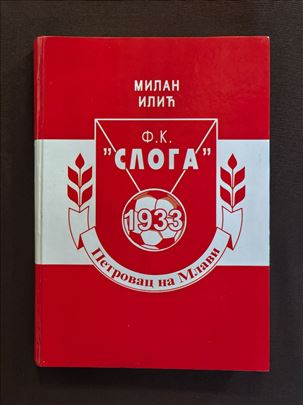 МИЛАН
ИЛИЋ
Ф.К.
"СЛОГА"
1933
Петровац на Млави